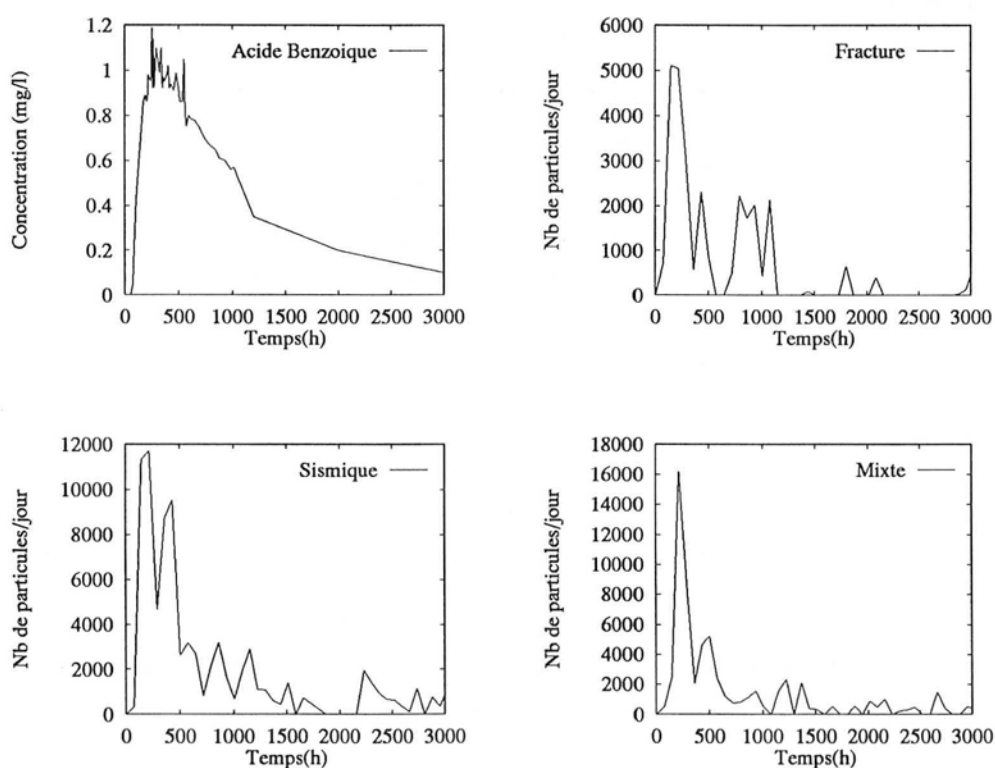 Acide Benzoique
Concentration (mg/l)
1.2
1
0.8
0.6
0.4
0.2
0
0 500 1000 1500 2000 2500 3000
Temps(h)
Fracture
Nb de particules/jour
6000
5000
4000
3000
2000
1000
0
0 500 1000 1500 2000 2500 3000
Temps(h)
Sismique
Nb de particules/jour
12000
10000
8000
6000
4000
2000
0
0 500 1000 1500 2000 2500 3000
Temps(h)
Mixte
Nb de particules/jour
18000
16000
14000
12000
10000
8000
6000
4000
2000
0
0 500 1000 1500 2000 2500 3000
Temps(h)